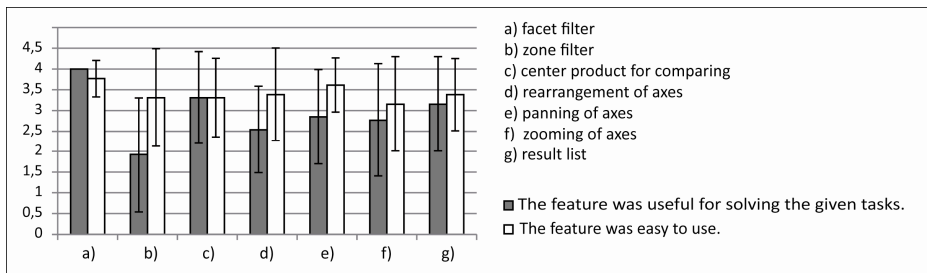 4,5
4
3,5
3
2,5
2
1,5
1
0,5
0
a) b) c) d) e) f) g)
a) facet filter
b) zone filter
c) center product for comparing
d) rearrangement of axes
e) panning of axes
f) zooming of axes
g) result list
The feature was useful for solving the given tasks.
The feature was easy to use.